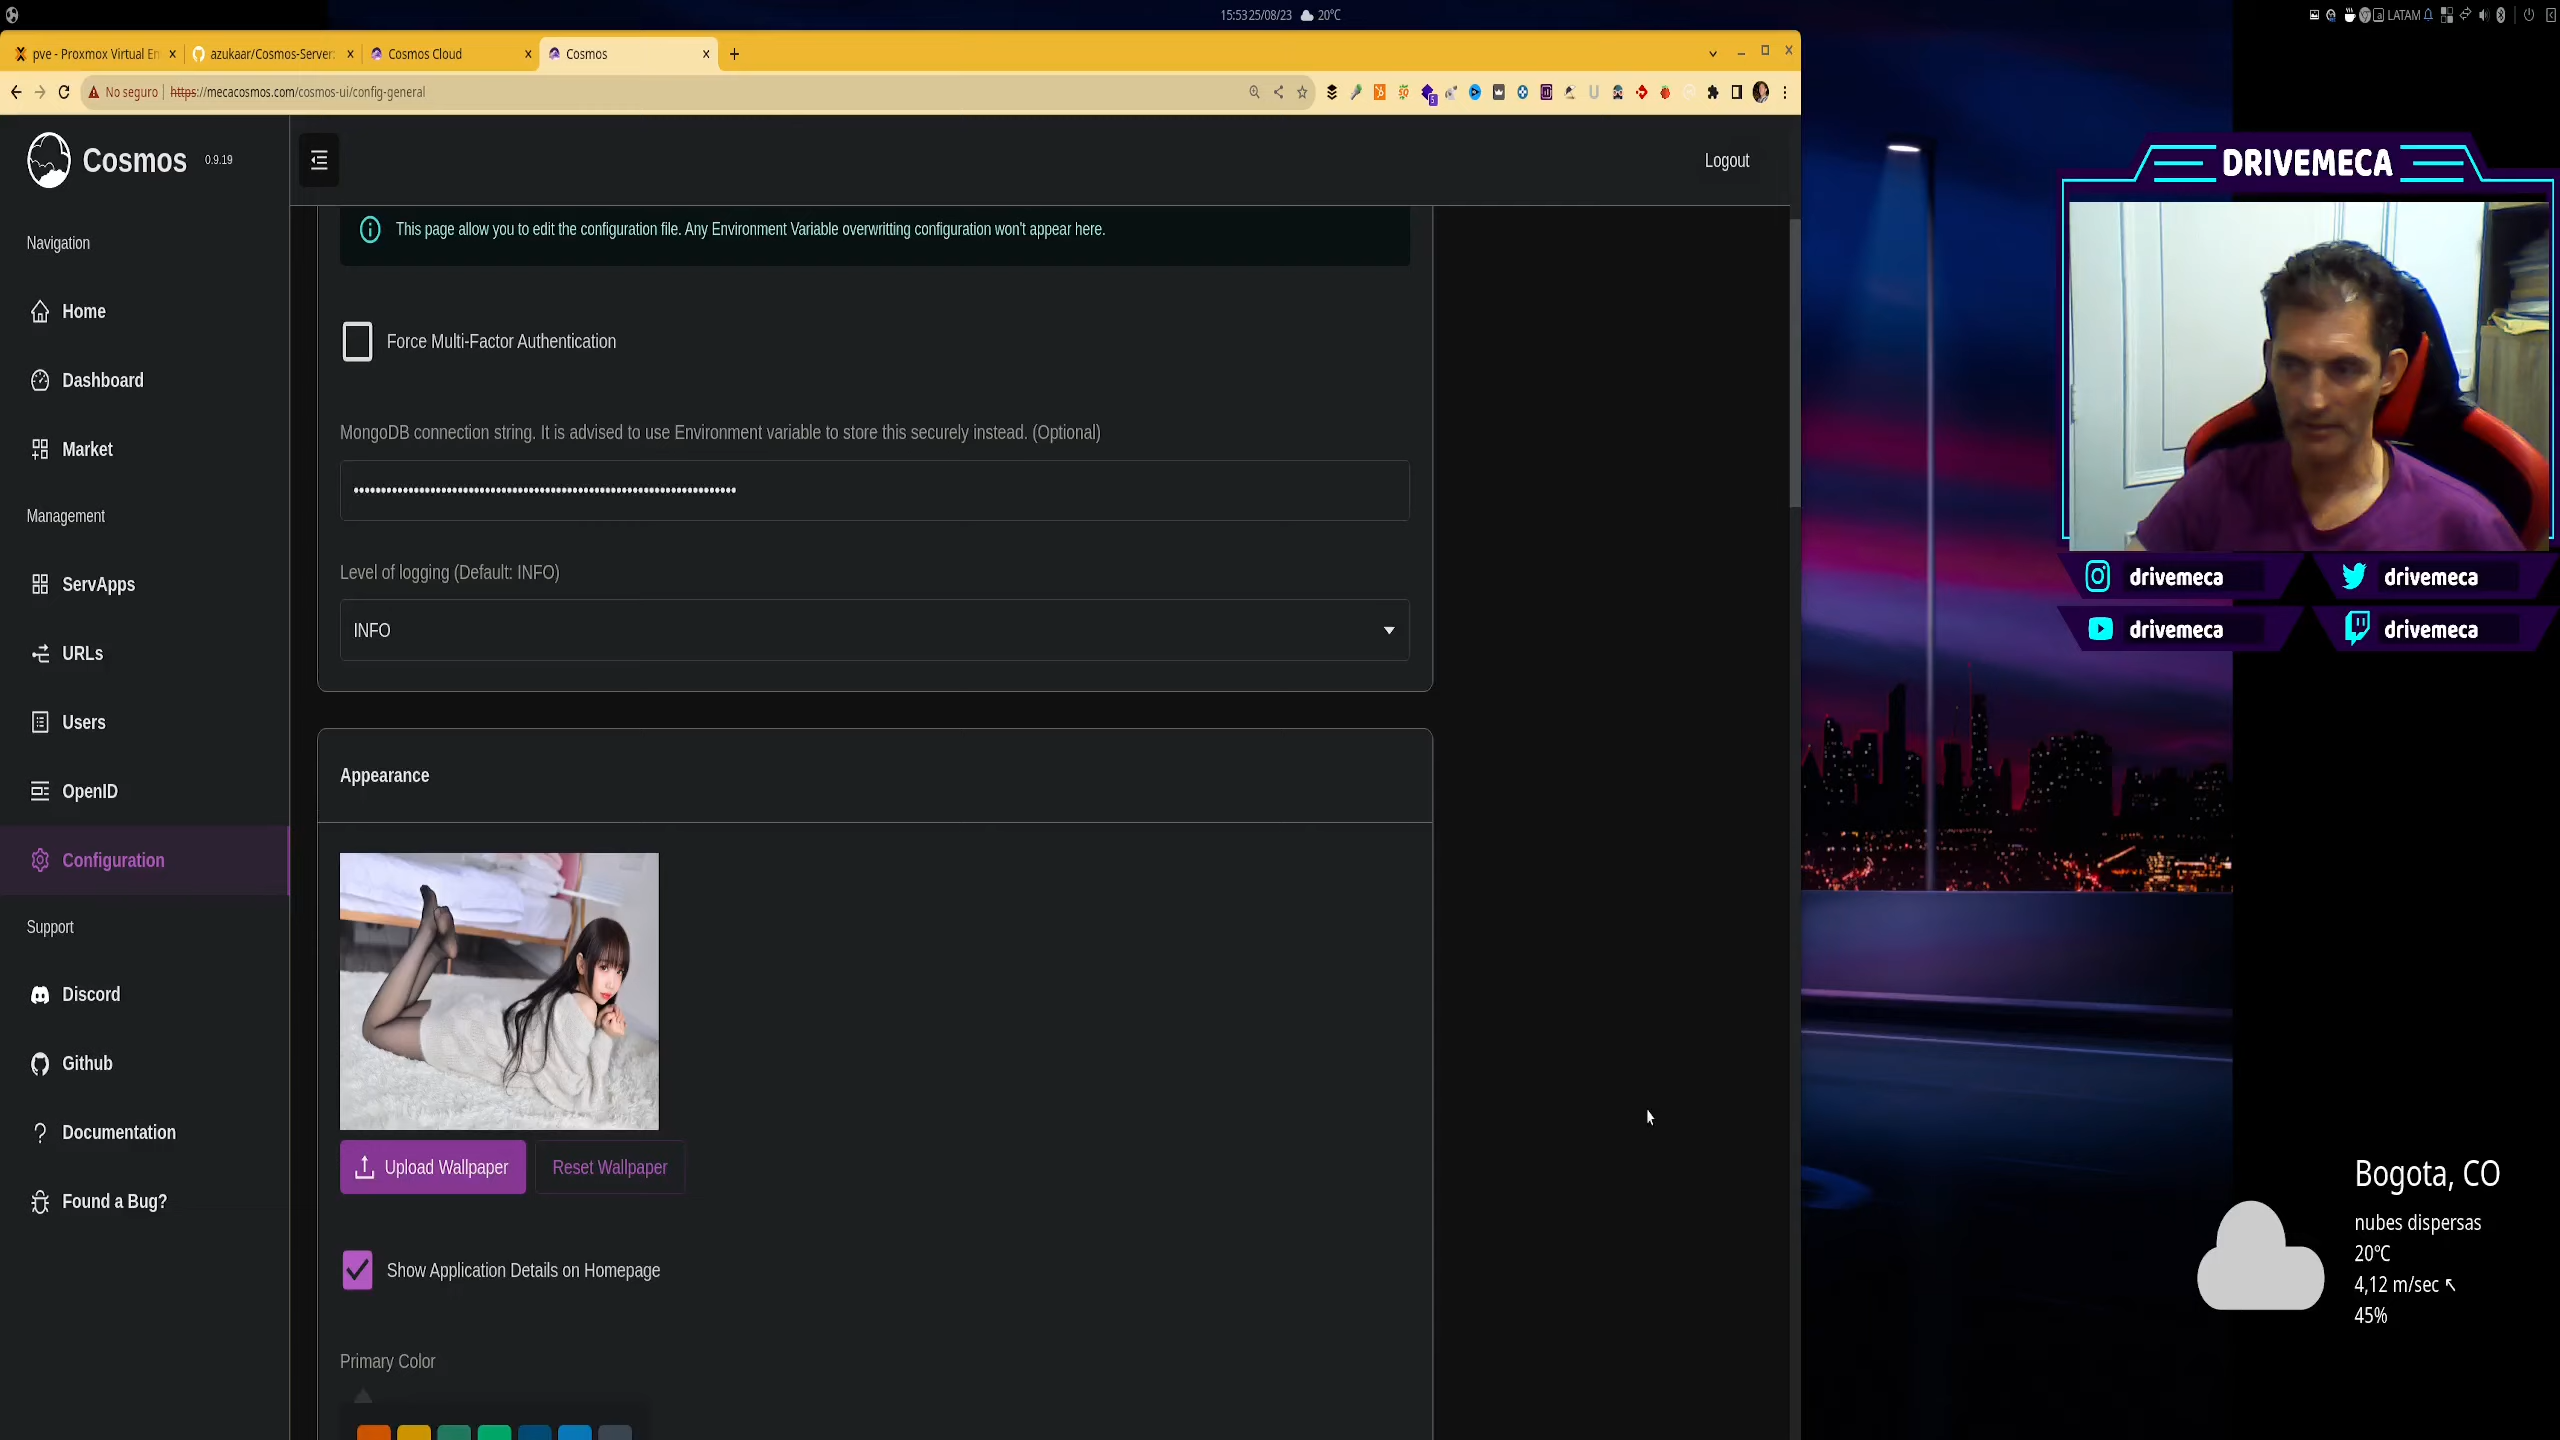 15:53 25/08/23 20°C
LATAM
pve - Proxmox Virtual En
azukaar/Cosmos-Server:
Cosmos Cloud
Cosmos
No seguro
https://mecacosmos.com/cosmos-ui/config-general
5
Cosmos 0.9.19
Logout
Navigation
Home
Dashboard
Market
Management
ServApps
URLs
Users
OpenID
Configuration
Support
Discord
Github
Documentation
Found a Bug?
This page allow you to edit the configuration file. Any Environment Variable overwritting configuration won't appear here.
Force Multi-Factor Authentication
MongoDB connection string. It is advised to use Environment variable to store this securely instead. (Optional)
Level of logging (Default: INFO)
INFO
Appearance
Upload Wallpaper
Reset Wallpaper
Show Application Details on Homepage
Primary Color
DRIVEMECA
drivemeca
drivemeca
drivemeca
drivemeca
Bogota, CO
nubes dispersas
20°C
4,12 m/sec ↖
45%